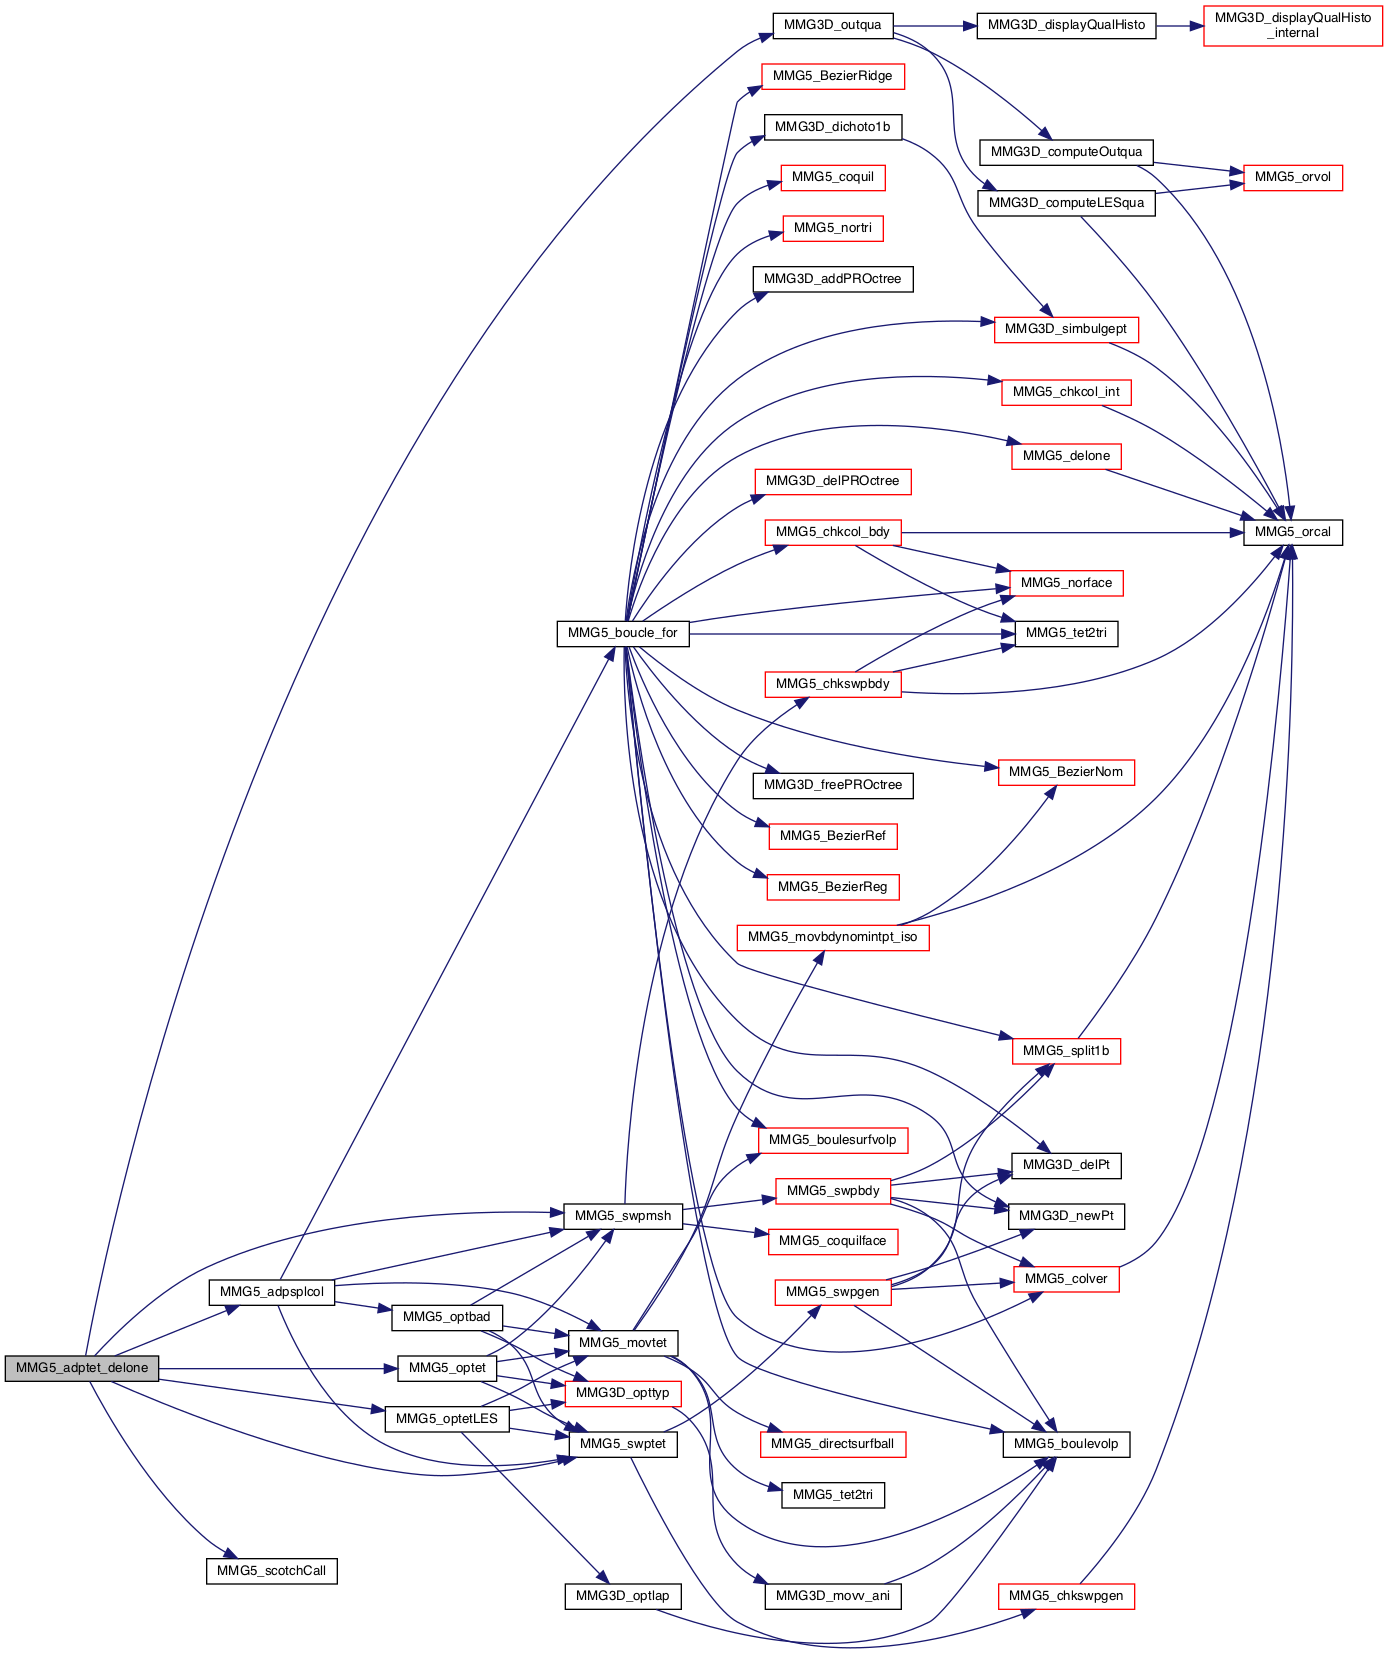 MMG3D_outqua
MMG3D_displayQualHisto
MMG3D_displayQualHisto
_internal
MMG5_BezierRidge
MMG3D_dichoto1b
MMG3D_computeOutqua
MMG5_coquil
MMG5_orvol
MMG3D_computeLESqua
MMG5_nortri
MMG3D_addPROctree
MMG3D_simbulgept
MMG5_chkcol_int
MMG5_delone
MMG3D_delPROctree
MMG5_chkcol_bdy
MMG5_orcal
MMG5_norface
MMG5_boucle_for
MMG5_tet2tri
MMG5_chkswpbdy
MMG5_BezierNom
MMG3D_freePROctree
MMG5_BezierRef
MMG5_BezierReg
MMG5_movbdynomintpt_iso
MMG5_split1b
MMG5_boulesurfvolp
MMG3D_delPt
MMG5_swpbdy
MMG5_swpmsh
MMG3D_newPt
MMG5_coquilface
MMG5_colver
MMG5_adpsplcol
MMG5_swpgen
MMG5_optbad
MMG5_movtet
MMG5_adptet_delone
MMG5_optet
MMG3D_opttyp
MMG5_optetLES
MMG5_swptet
MMG5_directsurfball
MMG5_boulevolp
MMG5_tet2tri
MMG5_scotchCall
MMG3D_optlap
MMG3D_movv_ani
MMG5_chkswpgen